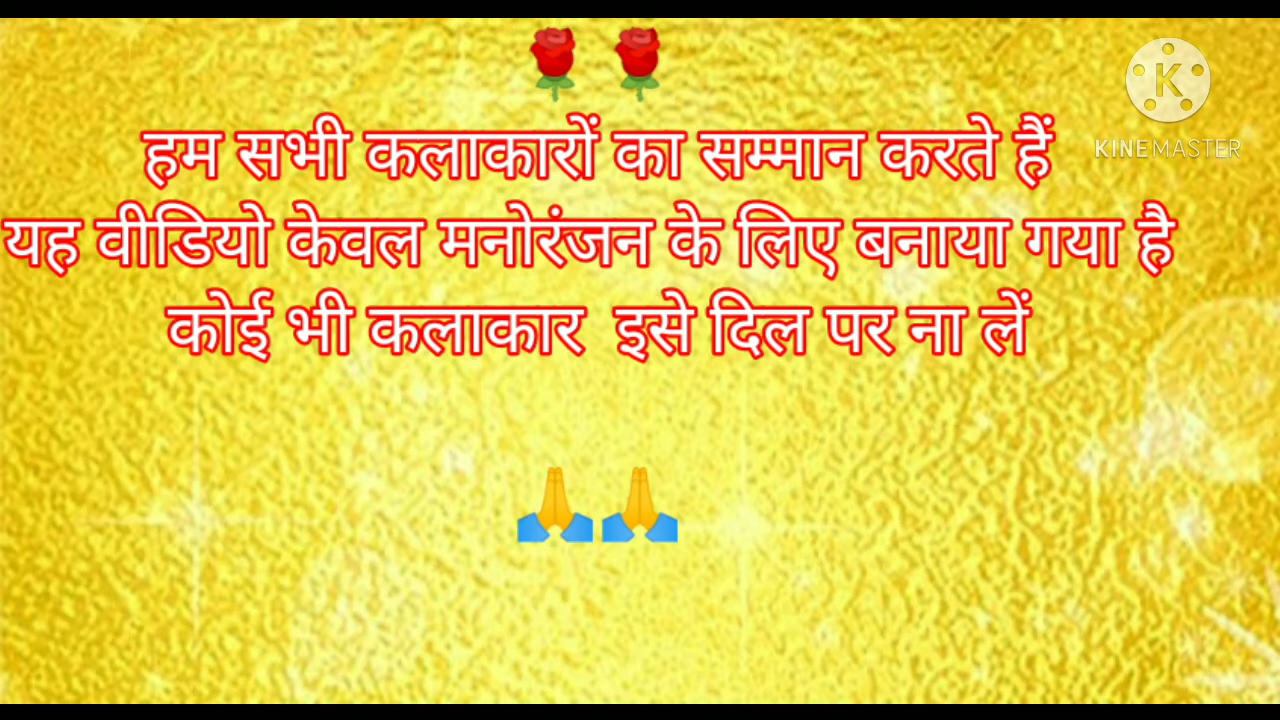 🌹🌹
K
KINEMASTER
हम सभी कलाकारों का सम्मान करते हैं
यह वीडियो केवल मनोरंजन के लिए बनाया गया है
कोई भी कलाकार इसे दिल पर ना लें
🙏🙏